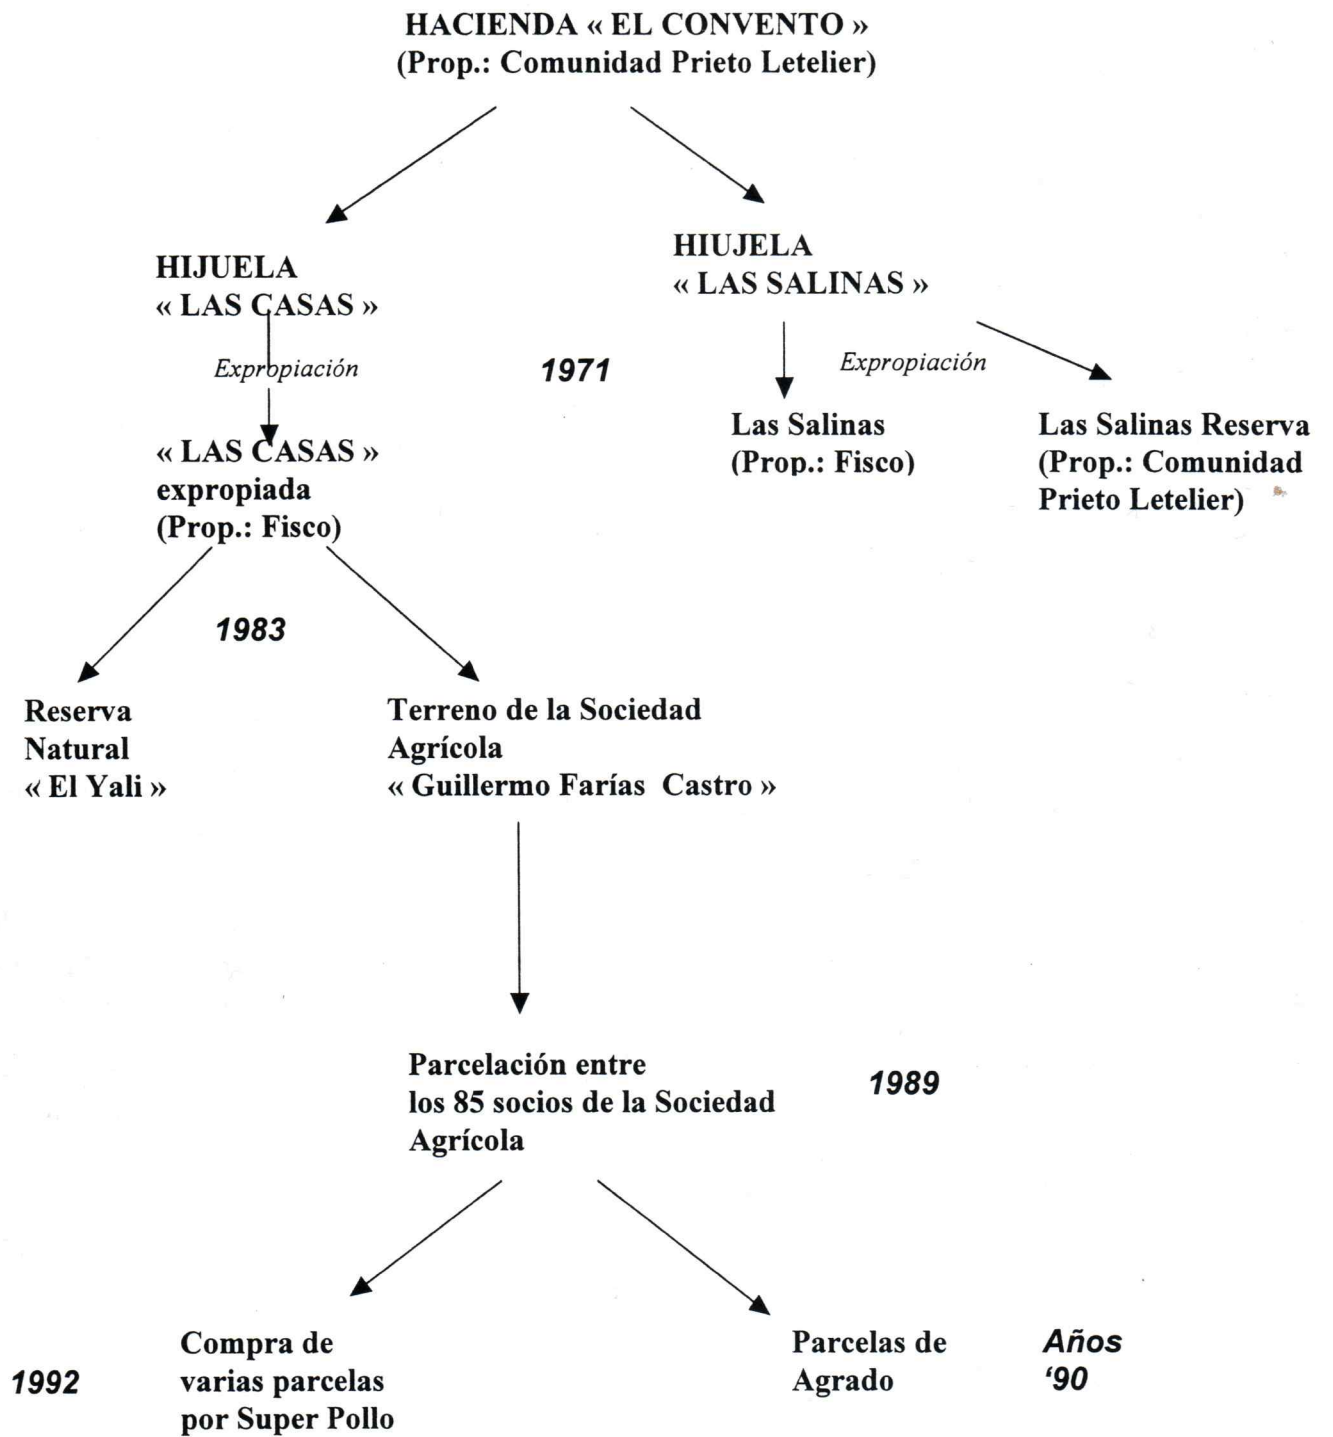 HACIENDA « EL CONVENTO »
(Prop.: Comunidad Prieto Letelier)
HIJUELA
« LAS CASAS »
HIUJELA
« LAS SALINAS »
Expropiación
1971
Expropiación
« LAS CASAS »
expropiada
(Prop.: Fisco)
Las Salinas
(Prop.: Fisco)
Las Salinas Reserva
(Prop.: Comunidad
Prieto Letelier)
1983
Reserva
Natural
« El Yali »
Terreno de la Sociedad
Agrícola
« Guillermo Farías Castro »
Parcelación entre
los 85 socios de la Sociedad
Agrícola
1989
1992
Compra de
varias parcelas
por Super Pollo
Parcelas de
Agrado
Años
‘90